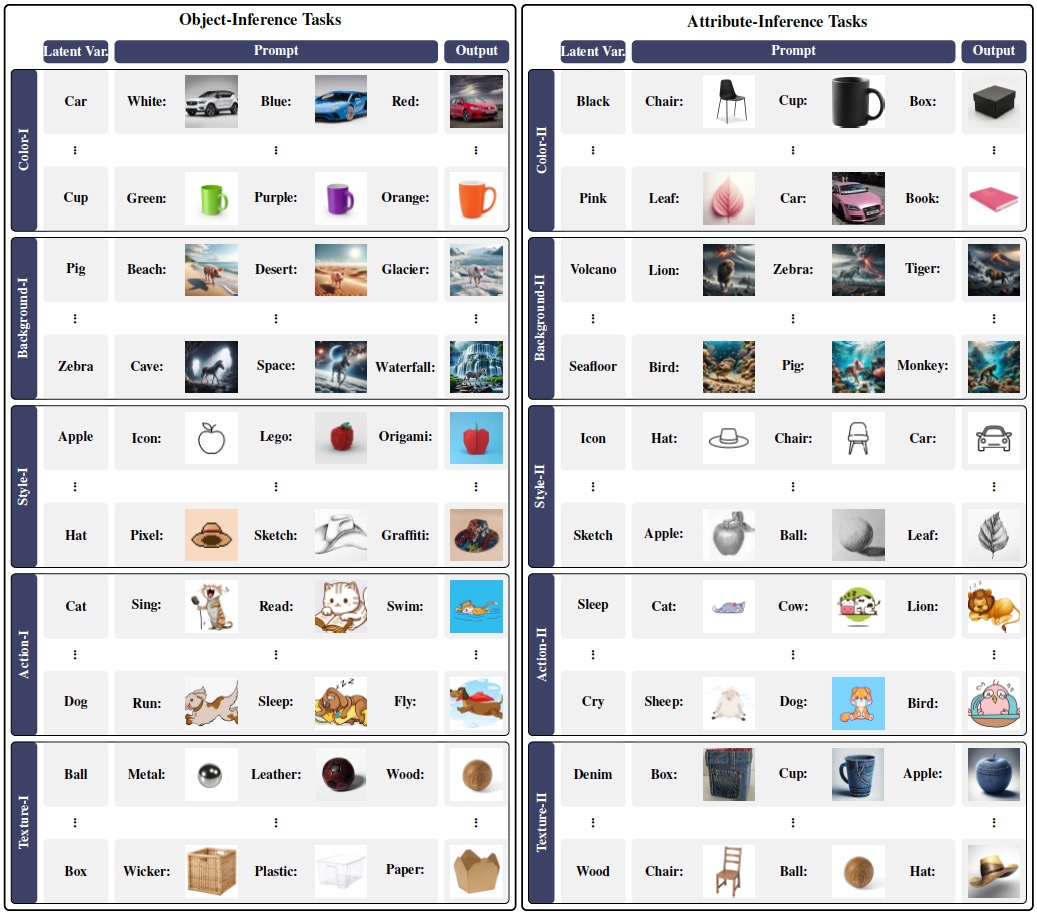 Object-Inference Tasks
Latent Var. Prompt Output
Color-I
Car White: Blue: Red:
Cup Green: Purple: Orange:
Background-I
Pig Beach: Desert: Glacier:
Zebra Cave: Space: Waterfall:
Style-I
Apple Icon: Lego: Origami:
Hat Pixel: Sketch: Graffiti:
Action-I
Cat Sing: Read: Swim:
Dog Run: Sleep: Fly:
Texture-I
Ball Metal: Leather: Wood:
Box Wicker: Plastic: Paper:
Attribute-Inference Tasks
Latent Var. Prompt Output
Color-II
Black Chair: Cup: Box:
Pink Leaf: Car: Book:
Background-II
Volcano Lion: Zebra: Tiger:
Seafloor Bird: Pig: Monkey:
Style-II
Icon Hat: Chair: Car:
Sketch Apple: Ball: Leaf:
Action-II
Sleep Cat: Cow: Lion:
Cry Sheep: Dog: Bird:
Texture-II
Denim Box: Cup: Apple:
Wood Chair: Ball: Hat: